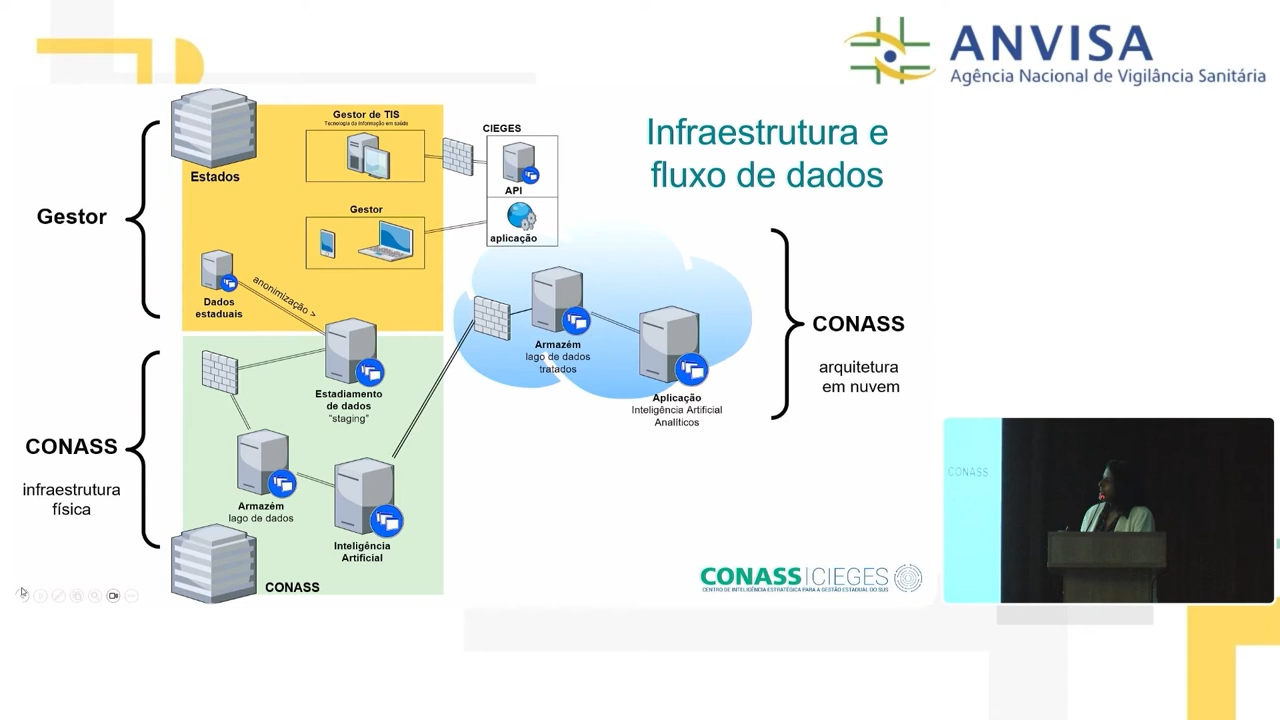 ANVISA
Agência Nacional de Vigilância Sanitária
Infraestrutura e
fluxo de dados
Gestor
Estados
Gestor de TIS
Tecnologia da Informação em saúde
CIEGES
API
aplicação
Gestor
Dados
estaduais
anonimização >
Estadiamento
de dados
"staging"
Armazém
lago de dados
tratados
Aplicação
Inteligência Artificial
Analíticos
CONASS
arquitetura
em nuvem
CONASS
infraestrutura
física
Armazém
lago de dados
Inteligência
Artificial
CONASS
CONASS
CONASS|CIEGES
CENTRO DE INTELIGÊNCIA ESTRATÉGICA PARA A GESTÃO ESTADUAL DO SUS